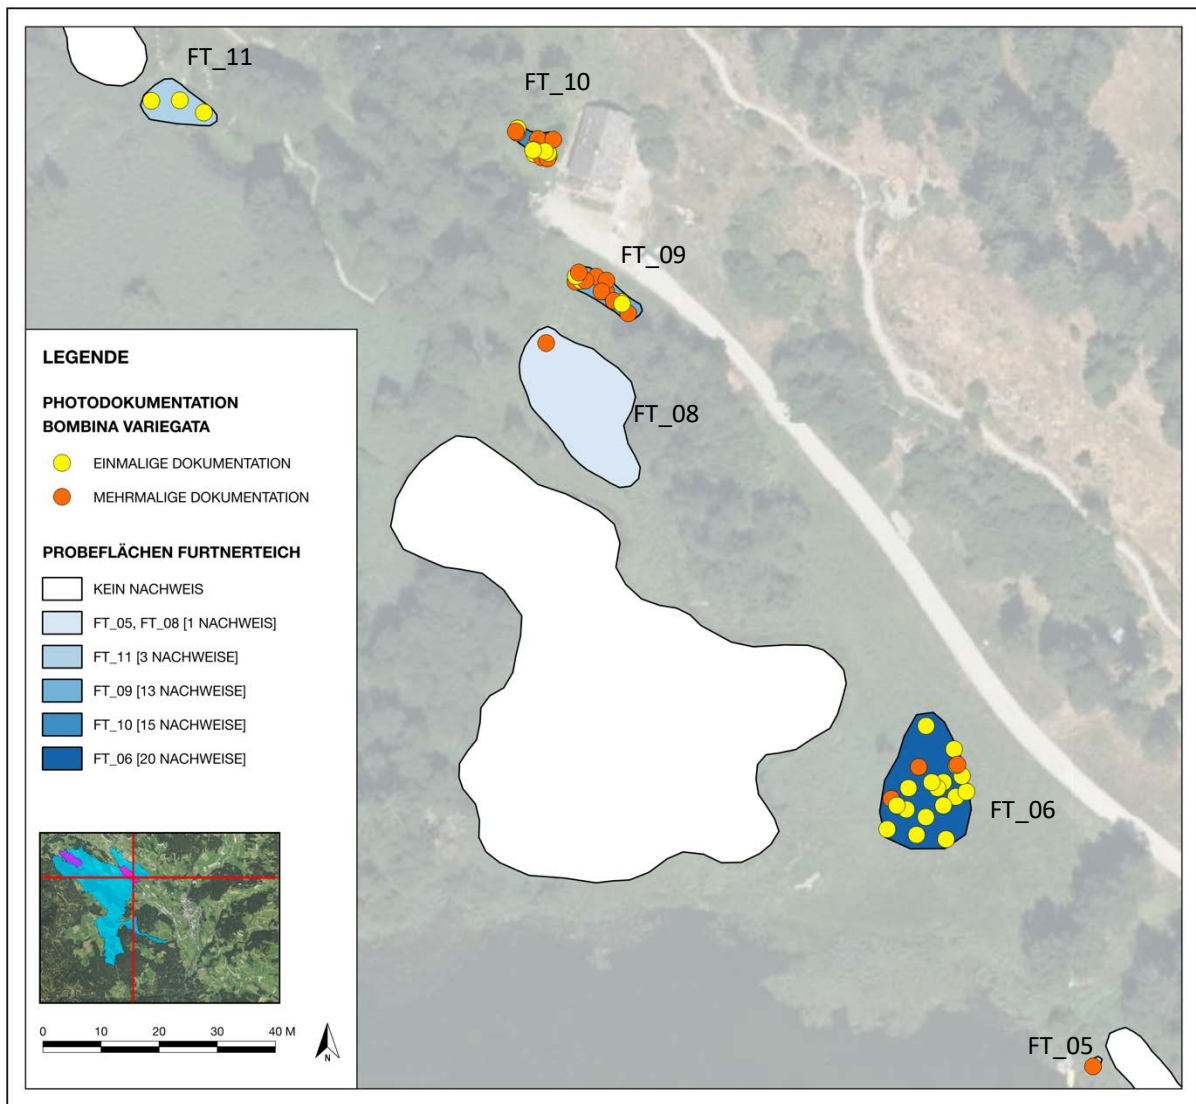 FT_11
FT_10
FT_09
FT_08
FT_06
FT_05
LEGENDE
PHOTODOKUMENTATION
BOMBINA VARIEGATA
EINMALIGE DOKUMENTATION
MEHRMALIGE DOKUMENTATION
PROBEFLÄCHEN FURTNERTEICH
KEIN NACHWEIS
FT_05, FT_08 [1 NACHWEIS]
FT_11 [3 NACHWEISE]
FT_09 [13 NACHWEISE]
FT_10 [15 NACHWEISE]
FT_06 [20 NACHWEISE]
0 10 20 30 40 M
N